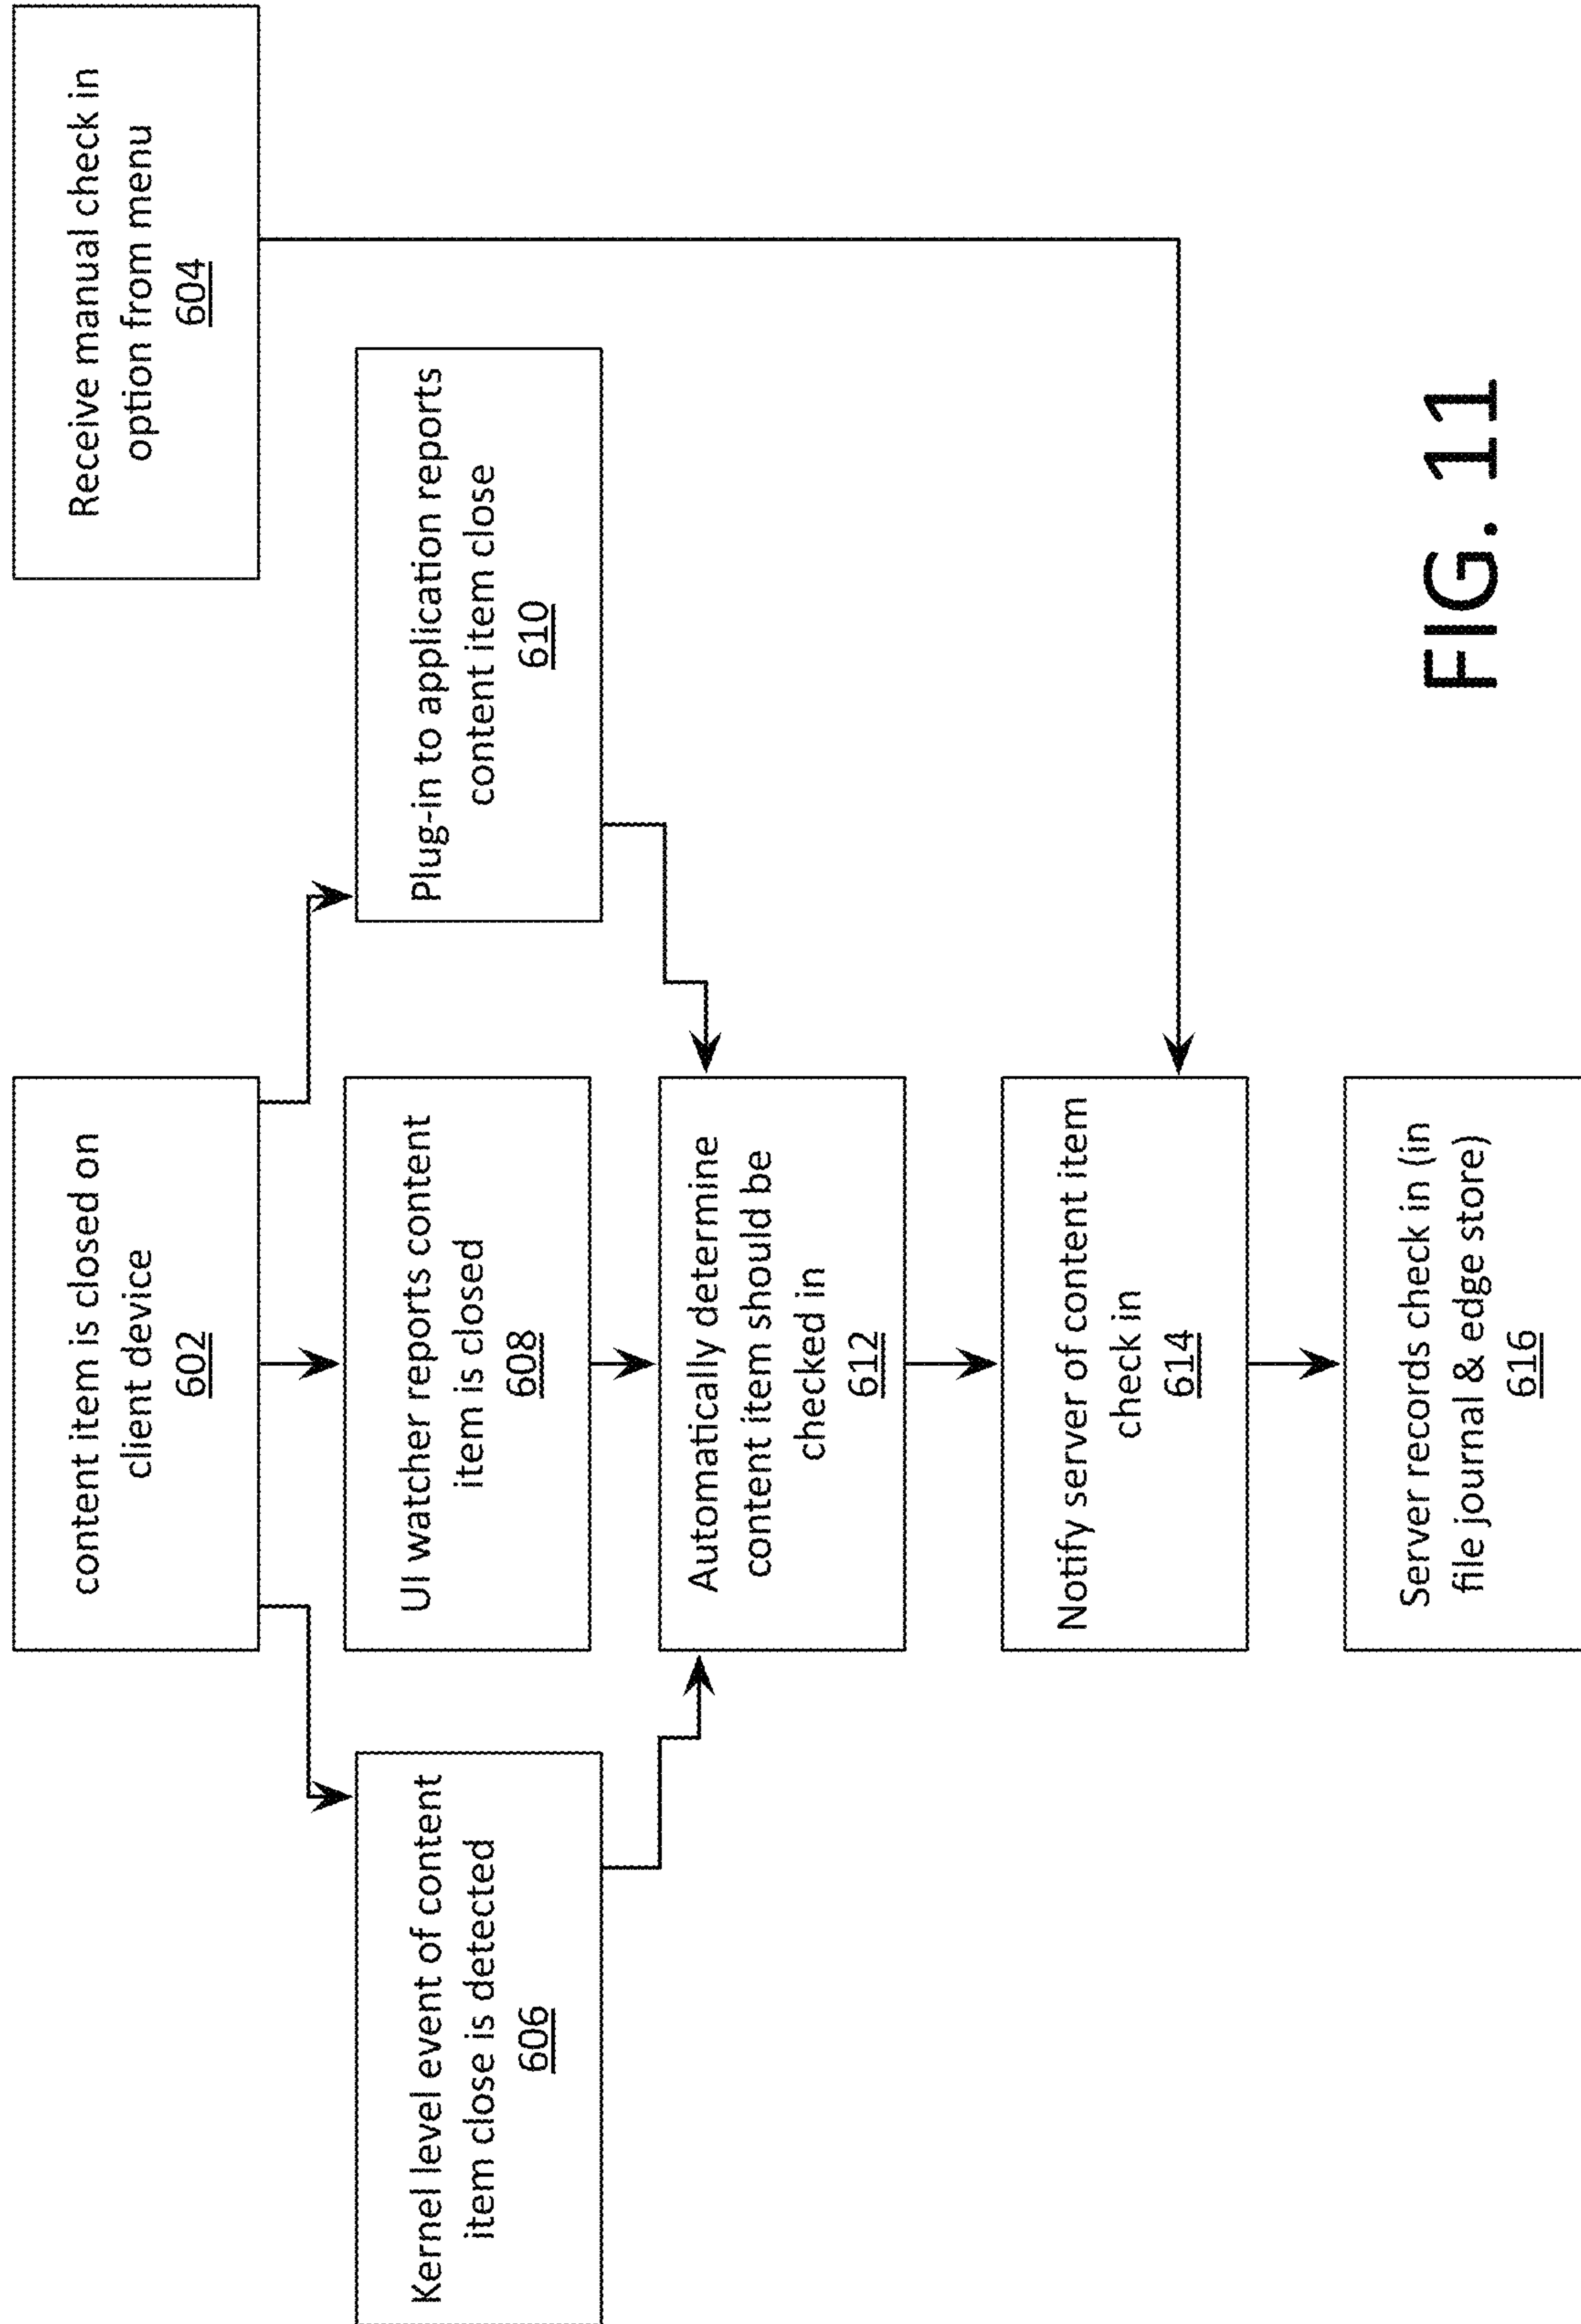 content item is closed on
client device
602
Receive manual check in
option from menu
604
Kernel level event of content
item close is detected
606
UI watcher reports content
item is closed
608
Plug-in to application reports
content item close
610
Automatically determine
content item should be
checked in
612
Notify server of content item
check in
614
Server records check in (in
file journal & edge store)
616
FIG. 11